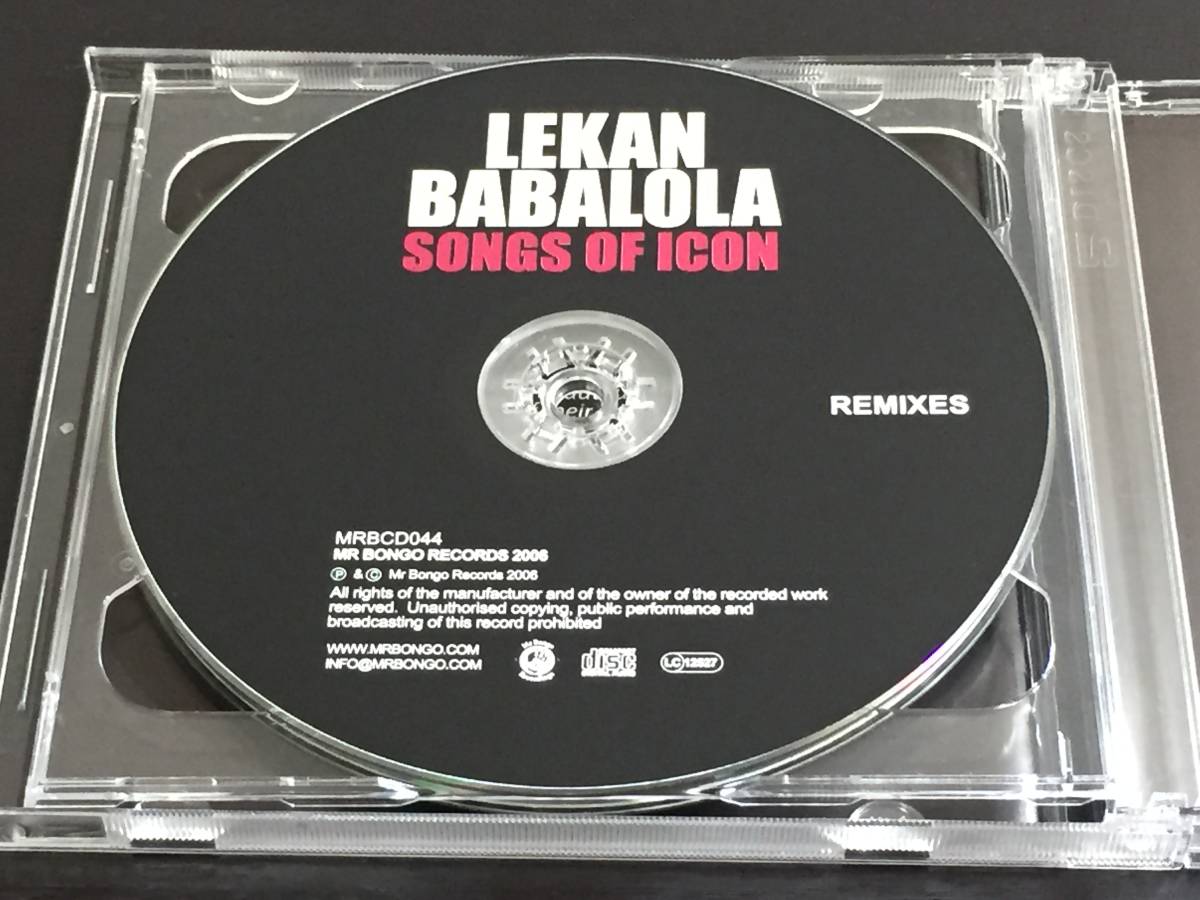 LEKAN
BABALOLA
SONGS OF ICON
REMIXES
MRBCD044
MR BONGO RECORDS 2006
Ⓟ & © Mr Bongo Records 2006
All rights of the manufacturer and of the owner of the recorded work
reserved. Unauthorised copying, public performance and
broadcasting of this record prohibited
WWW.MRBONGO.COM
INFO@MRBONGO.COM
Mr Bongo
disc
LC 12527